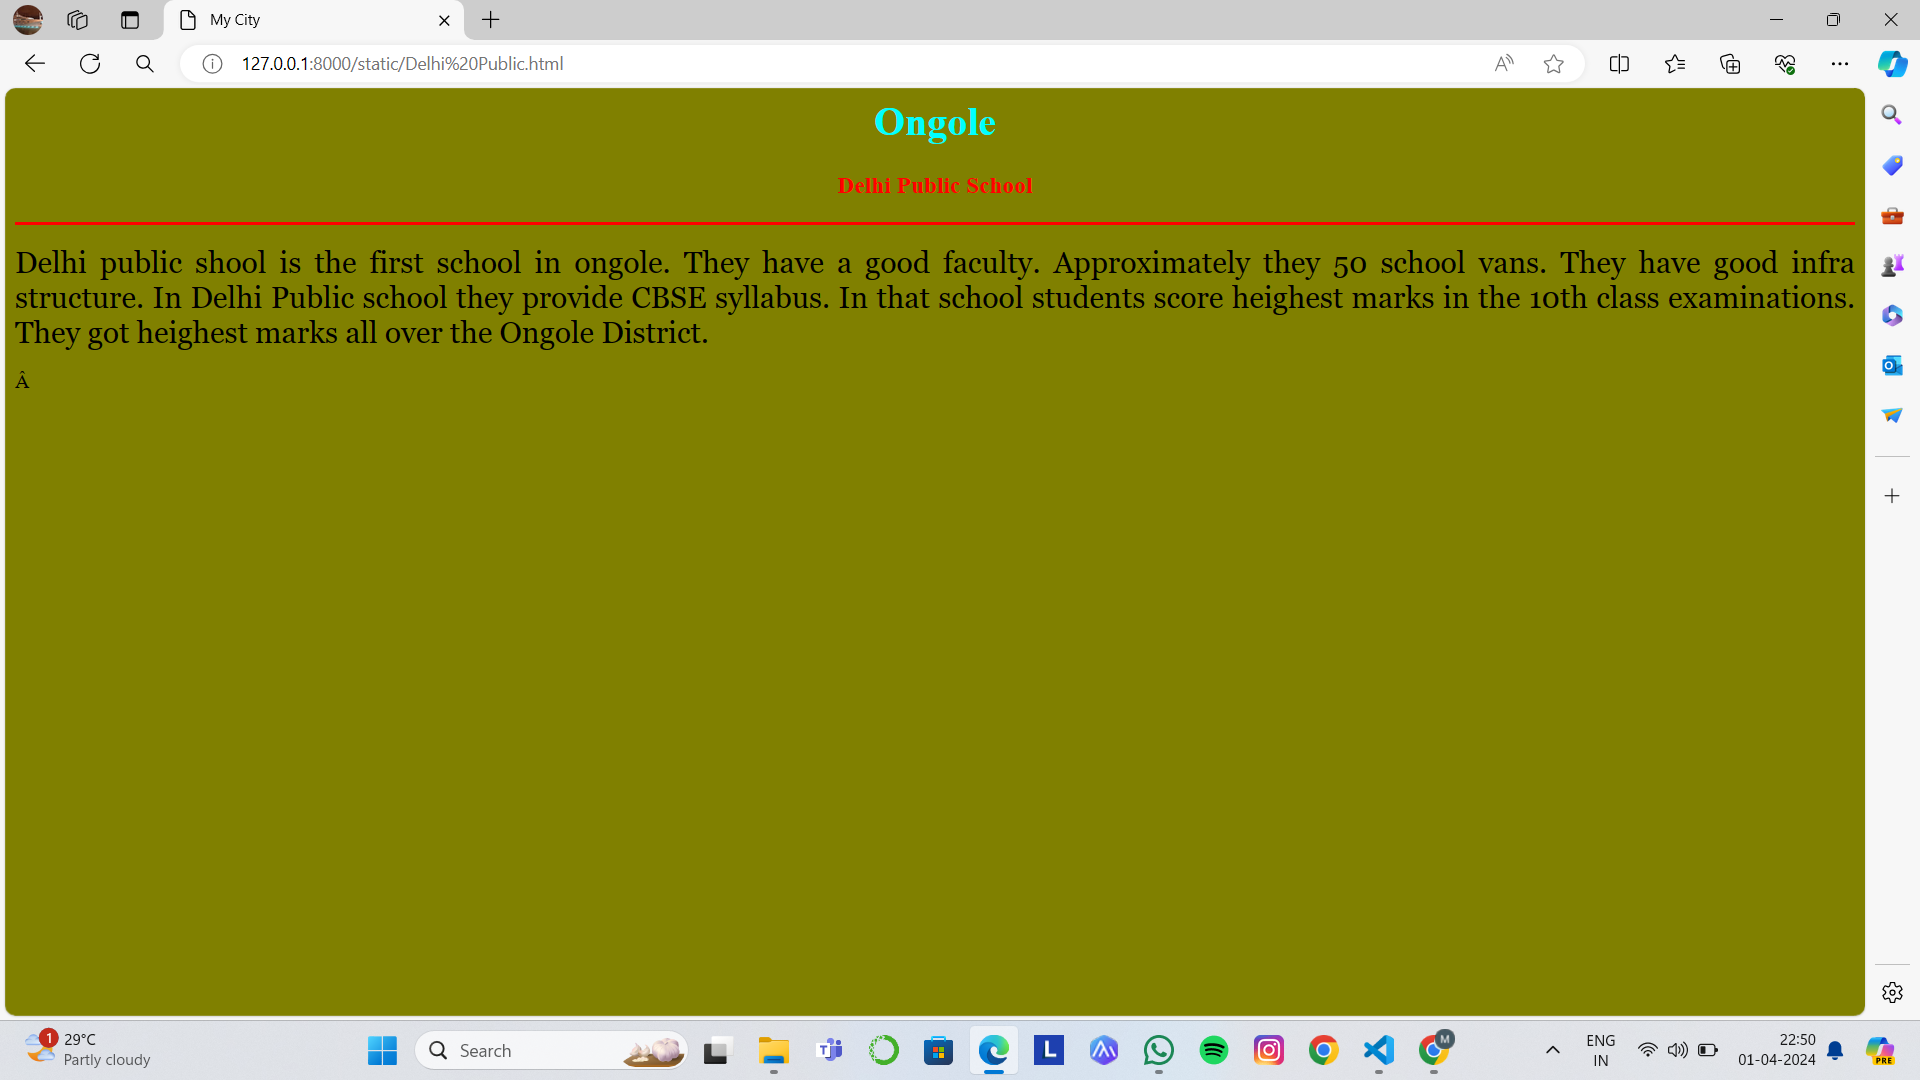 My City
127.0.0.1:8000/static/Delhi%20Public.html
Ongole
Delhi Public School
Delhi public shool is the first school in ongole. They have a good faculty. Approximately they 50 school vans. They have good infra
structure. In Delhi Public school they provide CBSE syllabus. In that school students score heighest marks in the 10th class examinations.
They got heighest marks all over the Ongole District.
Â
1
29°C
Partly cloudy
Search
L
M
ENG
IN
22:50
01-04-2024
PRE